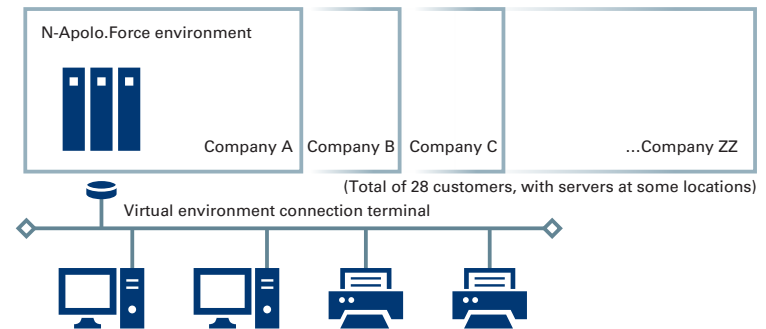 N-Apolo.Force environment
Company A
Company B
Company C
...Company ZZ
(Total of 28 customers, with servers at some locations)
Virtual environment connection terminal